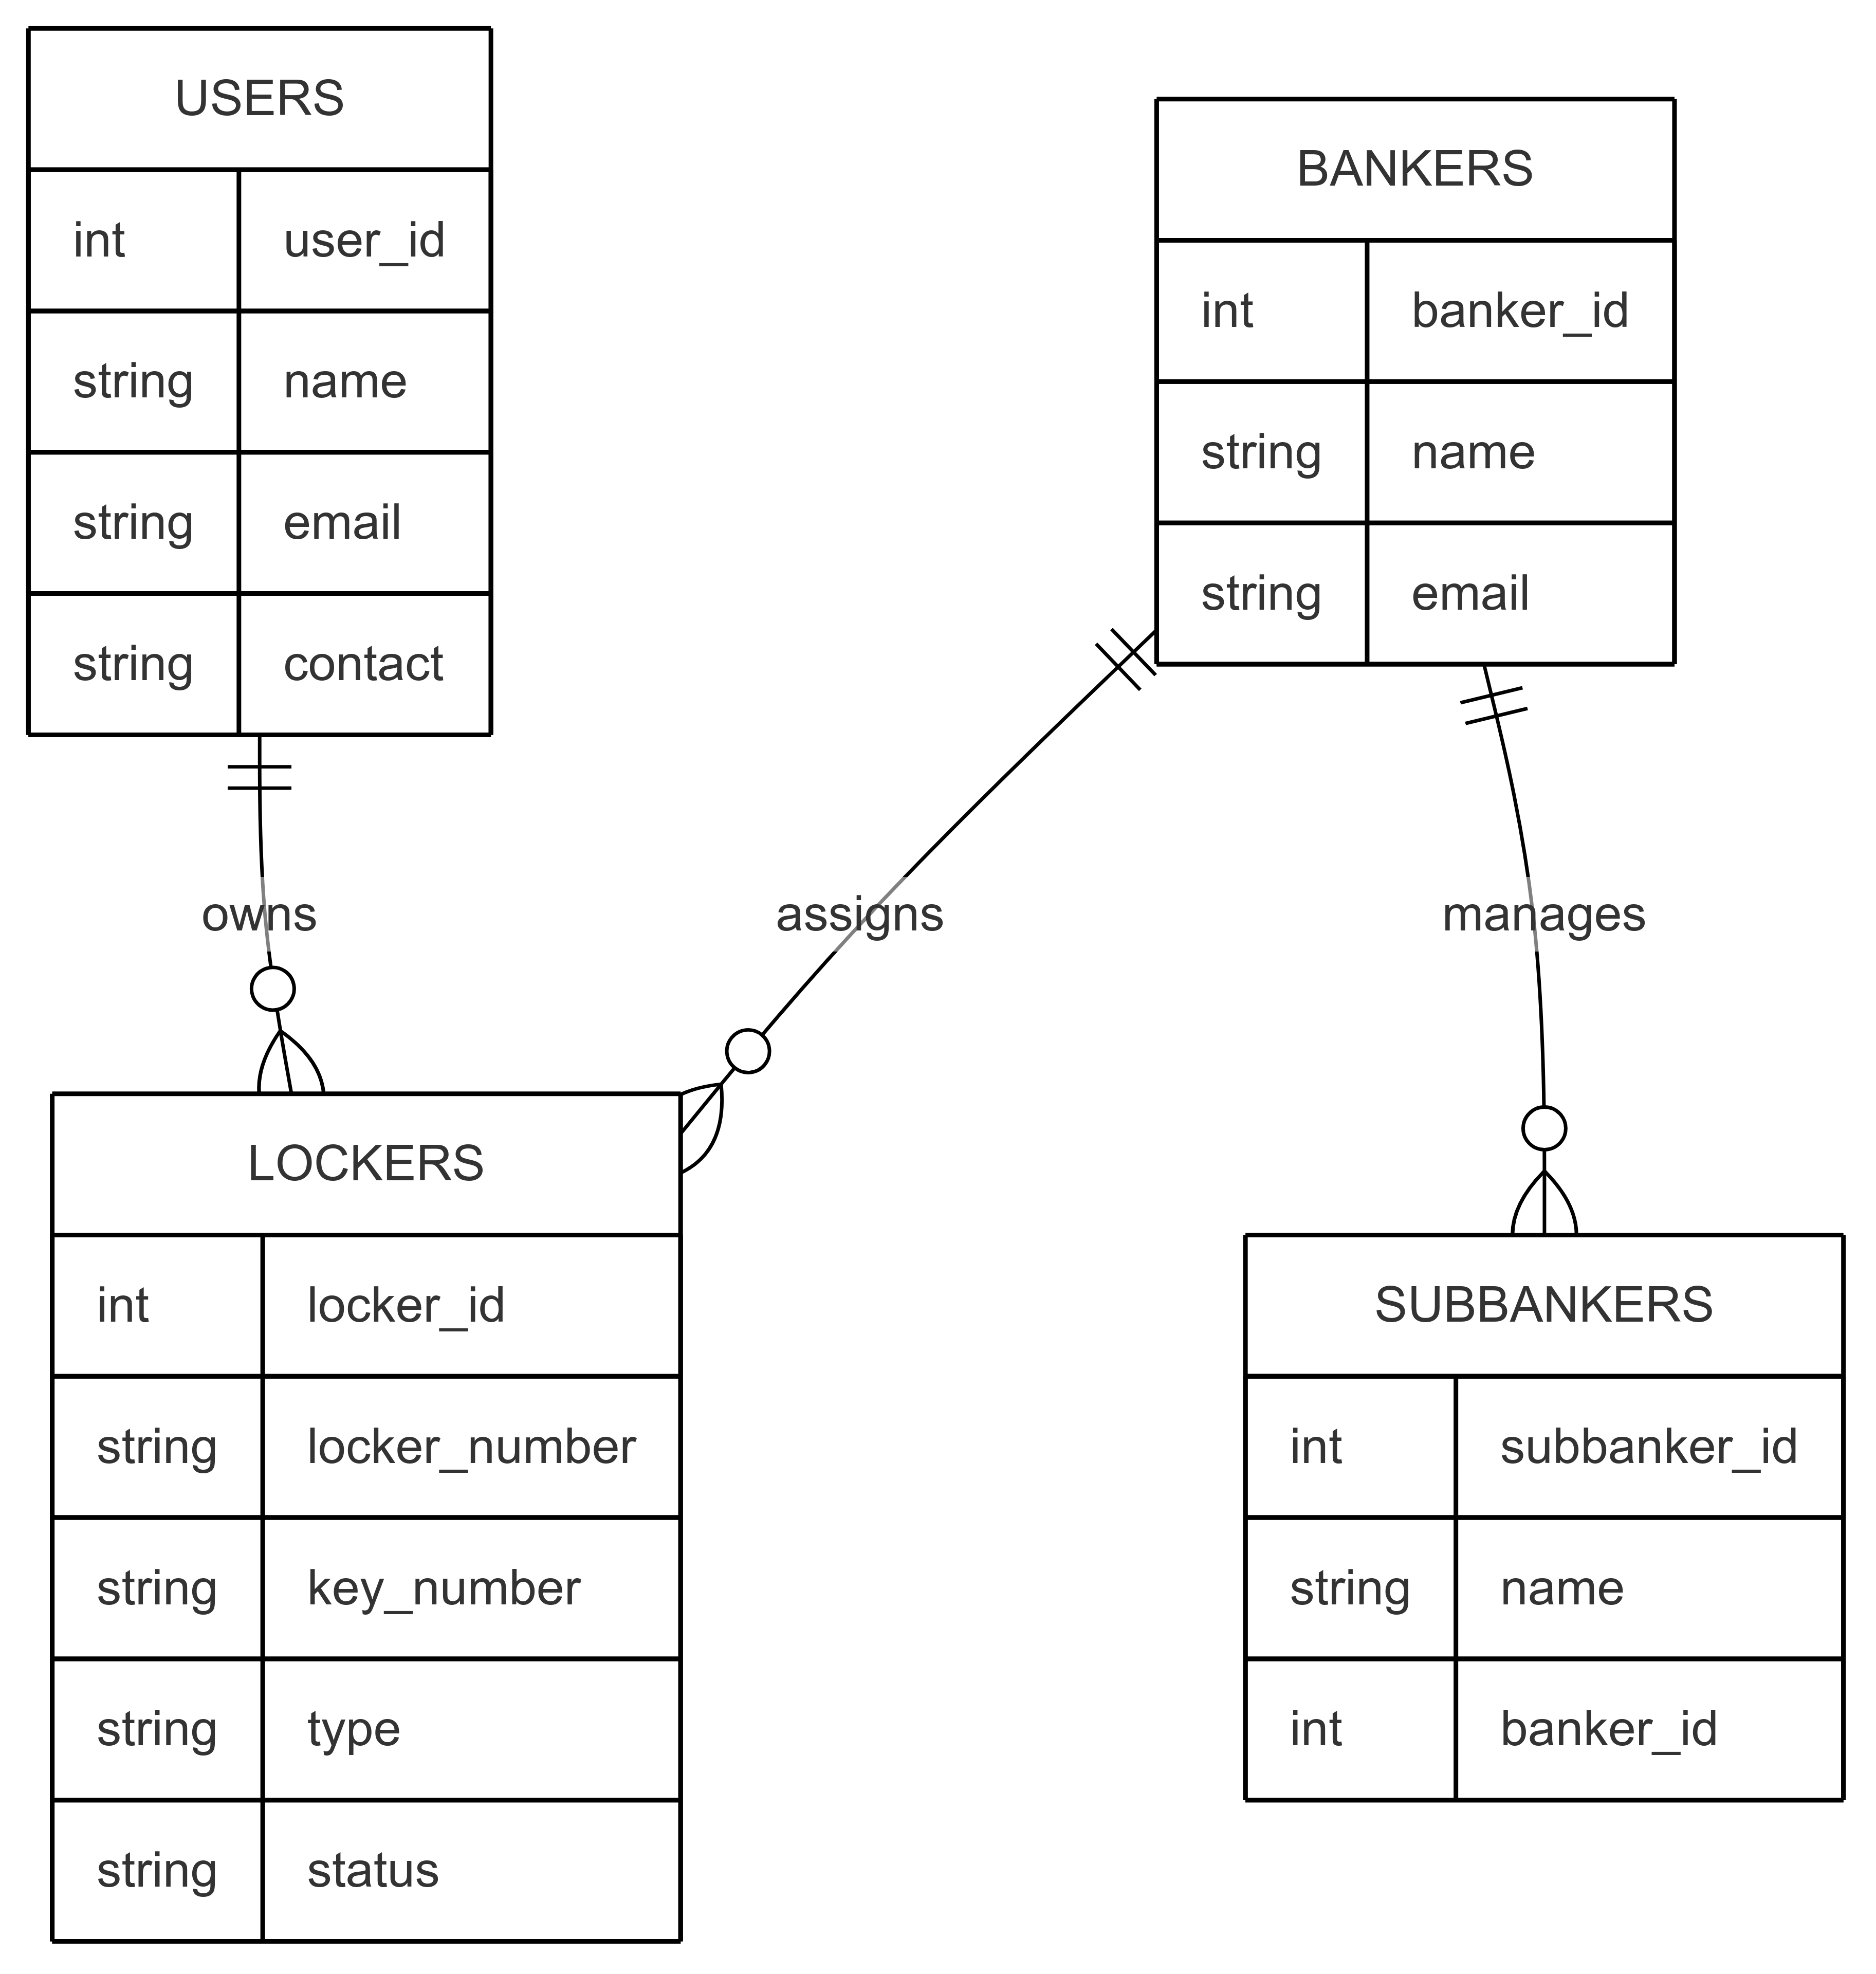 USERS
int user_id
string name
string email
string contact
BANKERS
int banker_id
string name
string email
owns
assigns
manages
LOCKERS
int locker_id
string locker_number
string key_number
string type
string status
SUBBANKERS
int subbanker_id
string name
int banker_id